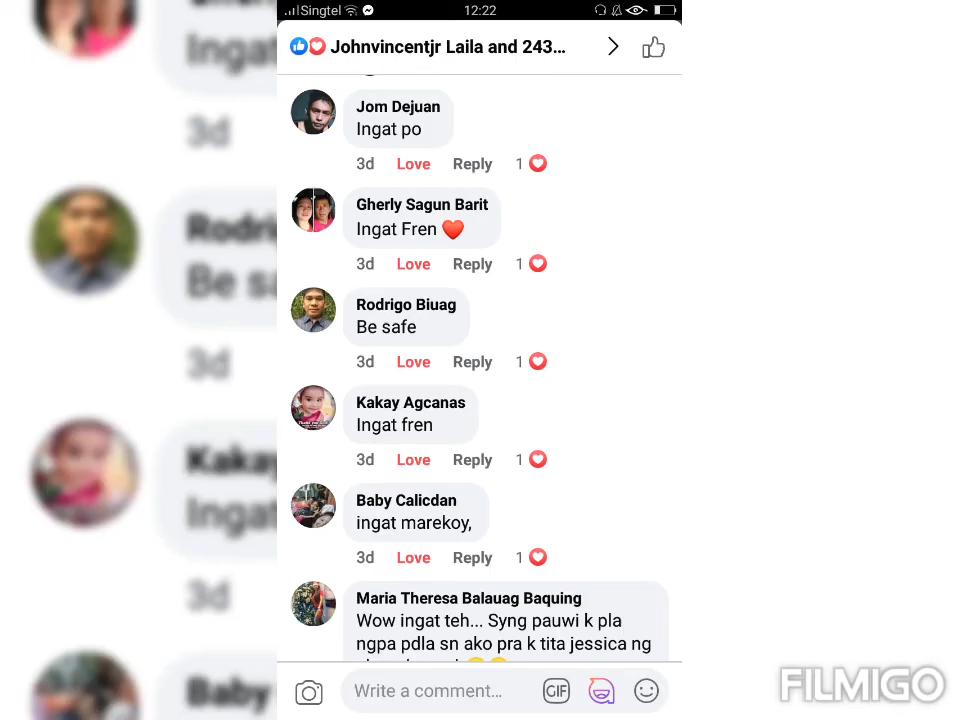 Singtel 12:22
Johnvincentjr Laila and 243...
Jom Dejuan
Ingat po
3d Love Reply 1
Gherly Sagun Barit
Ingat Fren ❤️
3d Love Reply 1
Rodrigo Biuag
Be safe
3d Love Reply 1
Kakay Agcanas
Ingat fren
3d Love Reply 1
Baby Calicdan
ingat marekoy,
3d Love Reply 1
Maria Theresa Balauag Baquing
Wow ingat teh... Syng pauwi k pla
ngpa pdla sn ako pra k tita jessica ng
Write a comment...
GIF
Ingat
3d
Rodri
Be sa
3d
Kakay
Ingat
3d
Baby
FILMIGO